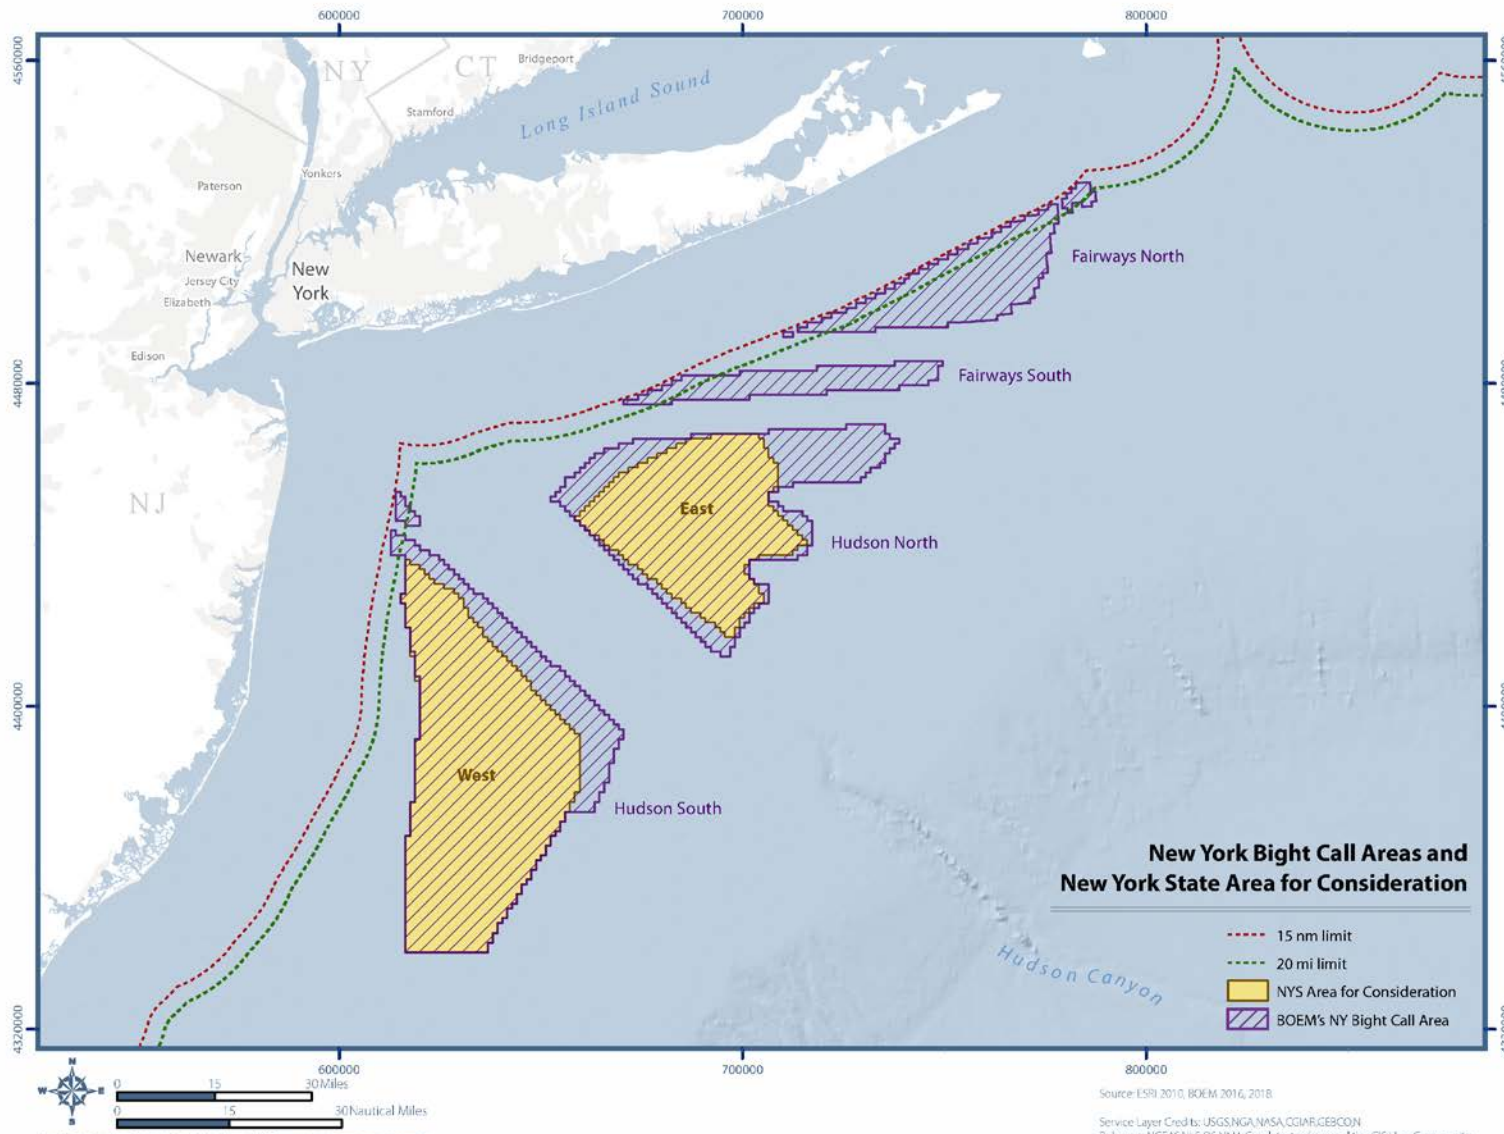 600000
700000
800000
4560000
NY
CT
Bridgeport
Stamford
Long Island Sound
Yonkers
Paterson
Newark
Jersey City
Elizabeth
New
York
Edison
Fairways North
4480000
Fairways South
NJ
East
Hudson North
4400000
West
Hudson South
New York Bight Call Areas and
New York State Area for Consideration
15 nm limit
20 mi limit
NYS Area for Consideration
BOEM's NY Bight Call Area
Hudson Canyon
4320000
600000
700000
800000
N
W
E
S
0 15 30 Miles
0 15 30 Nautical Miles
Source: ESRI 2010, BOEM 2016, 2018.
Service Layer Credits: USGS,NGA,NASA,CGIAR,GEBCO,N